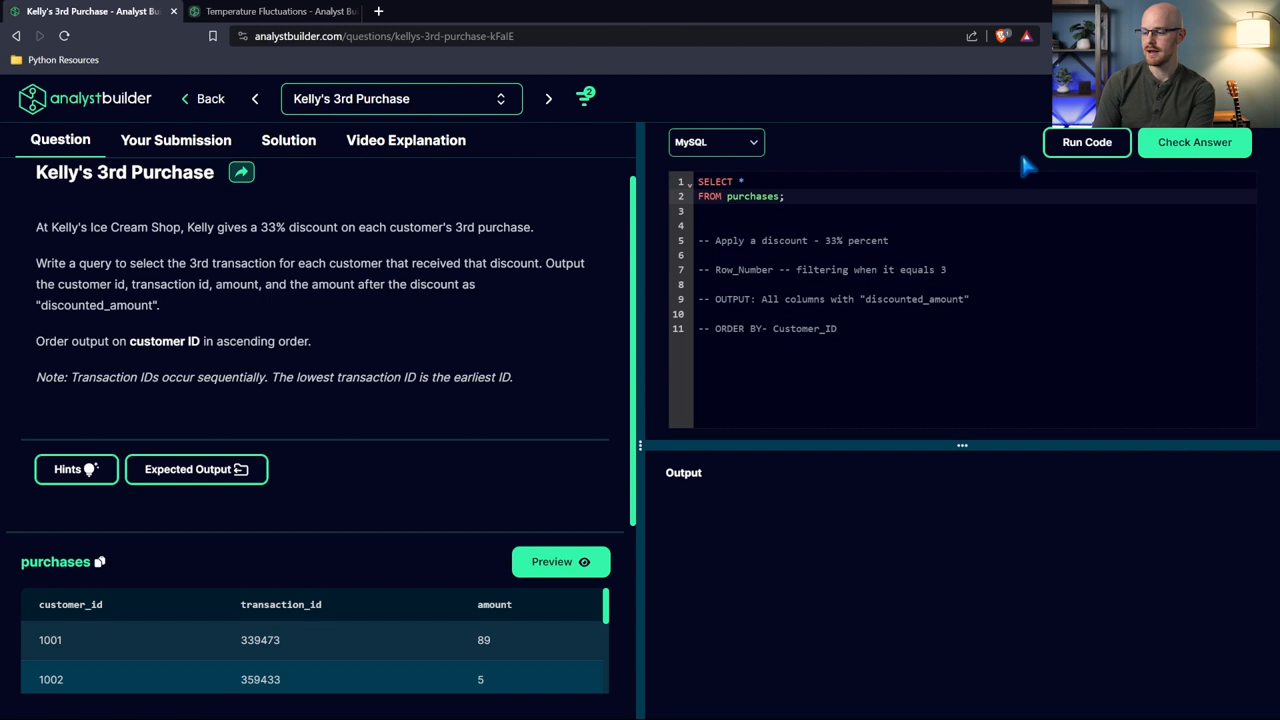 Kelly's 3rd Purchase - Analyst Bu
Temperature Fluctuations - Analyst Bu
analystbuilder.com/questions/kellys-3rd-purchase-kFaIE
Python Resources
analystbuilder
Back
Kelly's 3rd Purchase
2
Question
Your Submission
Solution
Video Explanation
Kelly's 3rd Purchase
At Kelly's Ice Cream Shop, Kelly gives a 33% discount on each customer's 3rd purchase.
Write a query to select the 3rd transaction for each customer that received that discount. Output
the customer id, transaction id, amount, and the amount after the discount as
"discounted_amount".
Order output on customer ID in ascending order.
Note: Transaction IDs occur sequentially. The lowest transaction ID is the earliest ID.
Hints
Expected Output
purchases
Preview
customer_id transaction_id amount
1001 339473 89
1002 359433 5
MySQL
Run Code
Check Answer
1 SELECT *
2 FROM purchases;
3
4
5 -- Apply a discount - 33% percent
6
7 -- Row_Number -- filtering when it equals 3
8
9 -- OUTPUT: All columns with "discounted_amount"
10
11 -- ORDER BY- Customer_ID
Output